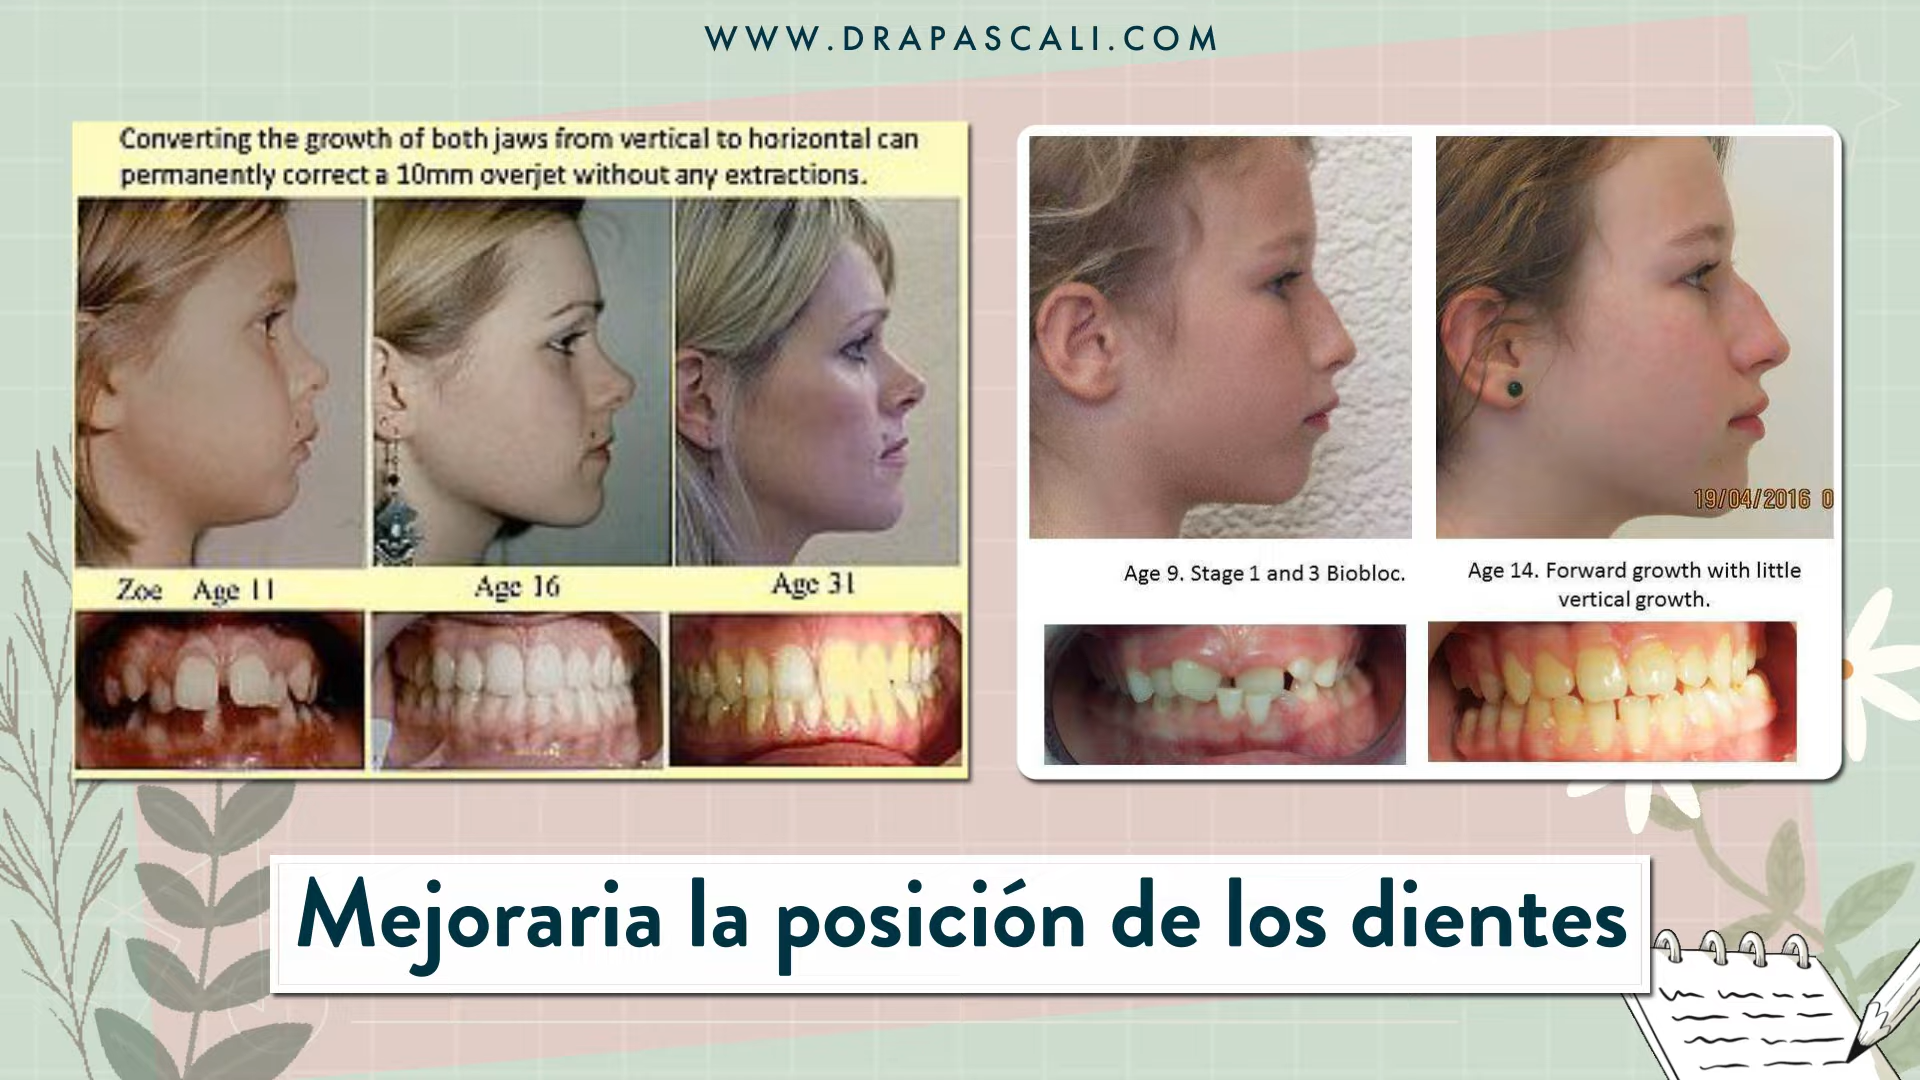 WWW.DRAPASCALI.COM
Converting the growth of both jaws from vertical to horizontal can
permanently correct a 10mm overjet without any extractions.
Zoe Age 11
Age 16
Age 31
19/04/2016 0
Age 9. Stage 1 and 3 Biobloc.
Age 14. Forward growth with little
vertical growth.
Mejoraria la posición de los dientes